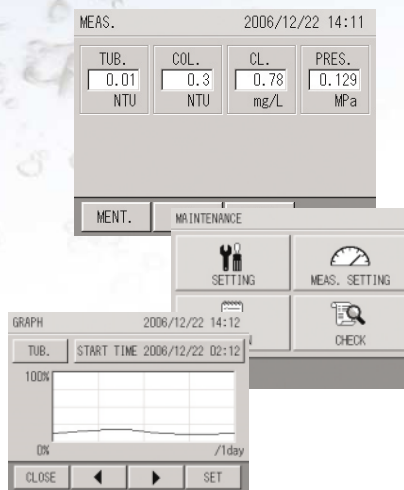 MEAS. 2006/12/22 14:11
TUB. COL. CL. PRES.
0.01 0.3 0.78 0.129
NTU NTU mg/L MPa
MENT.
MAINTENANCE
SETTING MEAS. SETTING
CHECK
GRAPH 2006/12/22 14:12
TUB. START TIME 2006/12/22 02:12
100%
0% /1day
CLOSE SET